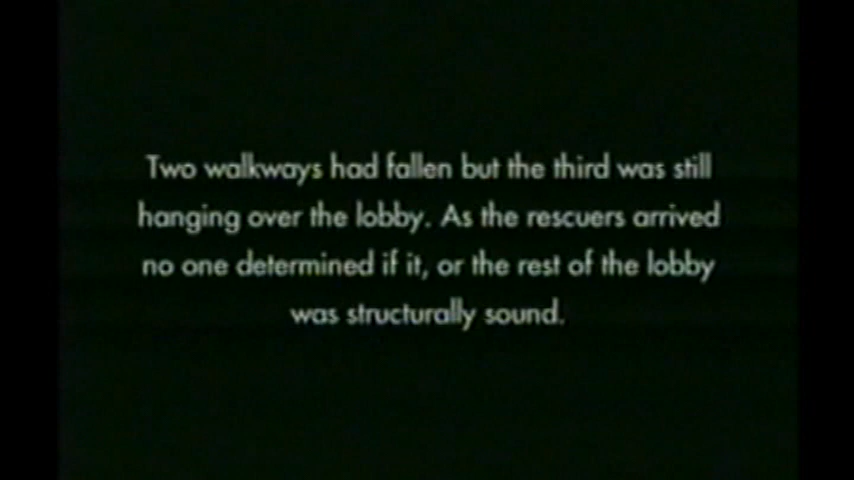 Two walkways had fallen but the third was still
hanging over the lobby. As the rescuers arrived
no one determined if it, or the rest of the lobby
was structurally sound.